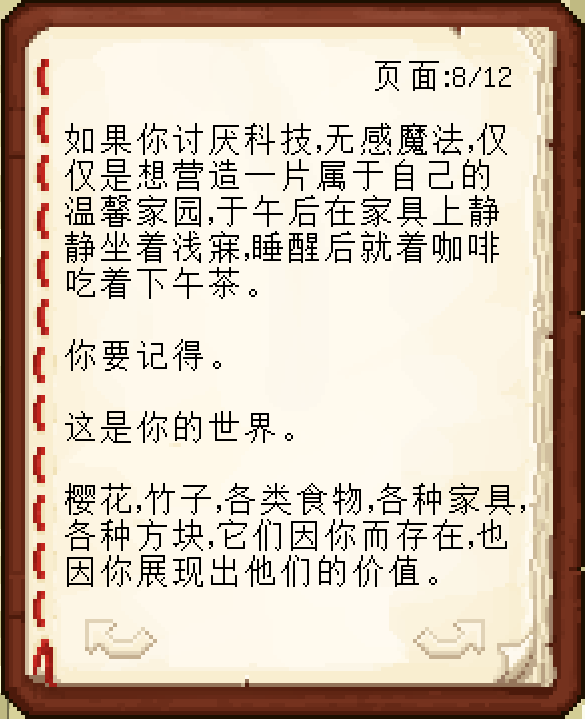 页面:8/12
如果你讨厌科技,无感魔法,仅
仅是想营造一片属于自己的
温馨家园,于午后在家具上静
静坐着浅寐,睡醒后就着咖啡
吃着下午茶。
你要记得。
这是你的世界。
樱花,竹子,各类食物,各种家具,
各种方块,它们因你而存在,也
因你展现出他们的价值。